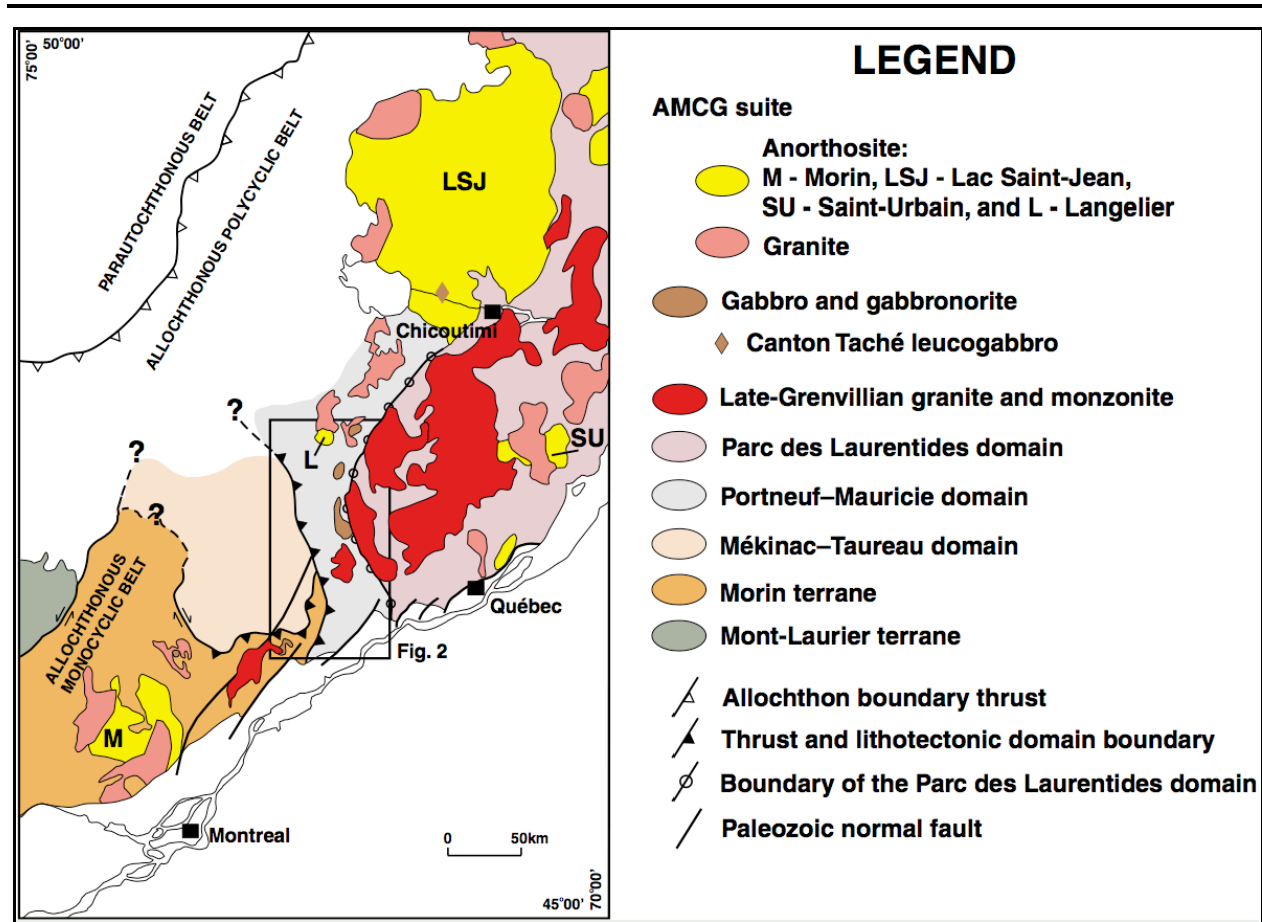 75°00'
50°00'
PARAUTOCHTHONOUS BELT
ALLOCHTHONOUS POLYCYCLIC BELT
LSJ
Chicoutimi
?
L
SU
?
?
ALLOCHTHONOUS
MONOCYCLIC BELT
Québec
Fig. 2
M
Montreal
0 50km
45°00'
70°00'
LEGEND
AMCG suite
Anorthosite:
M - Morin, LSJ - Lac Saint-Jean,
SU - Saint-Urbain, and L - Langelier
Granite
Gabbro and gabbronorite
Canton Taché leucogabbro
Late-Grenvillian granite and monzonite
Parc des Laurentides domain
Portneuf–Mauricie domain
Mékinac–Taureau domain
Morin terrane
Mont-Laurier terrane
Allochthon boundary thrust
Thrust and lithotectonic domain boundary
Boundary of the Parc des Laurentides domain
Paleozoic normal fault